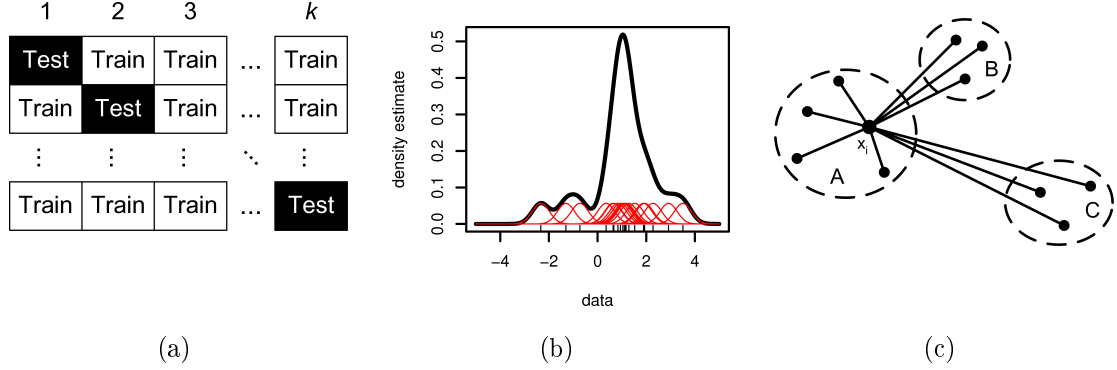 1 2 3 k
Test Train Train ... Train
Train Test Train ... Train
⋮ ⋮ ⋮ ⋱ ⋮
Train Train Train ... Test
(a)
density estimate
0.5
0.4
0.3
0.2
0.1
0.0
−4 −2 0 2 4
data
(b)
B
xi
A
C
(c)